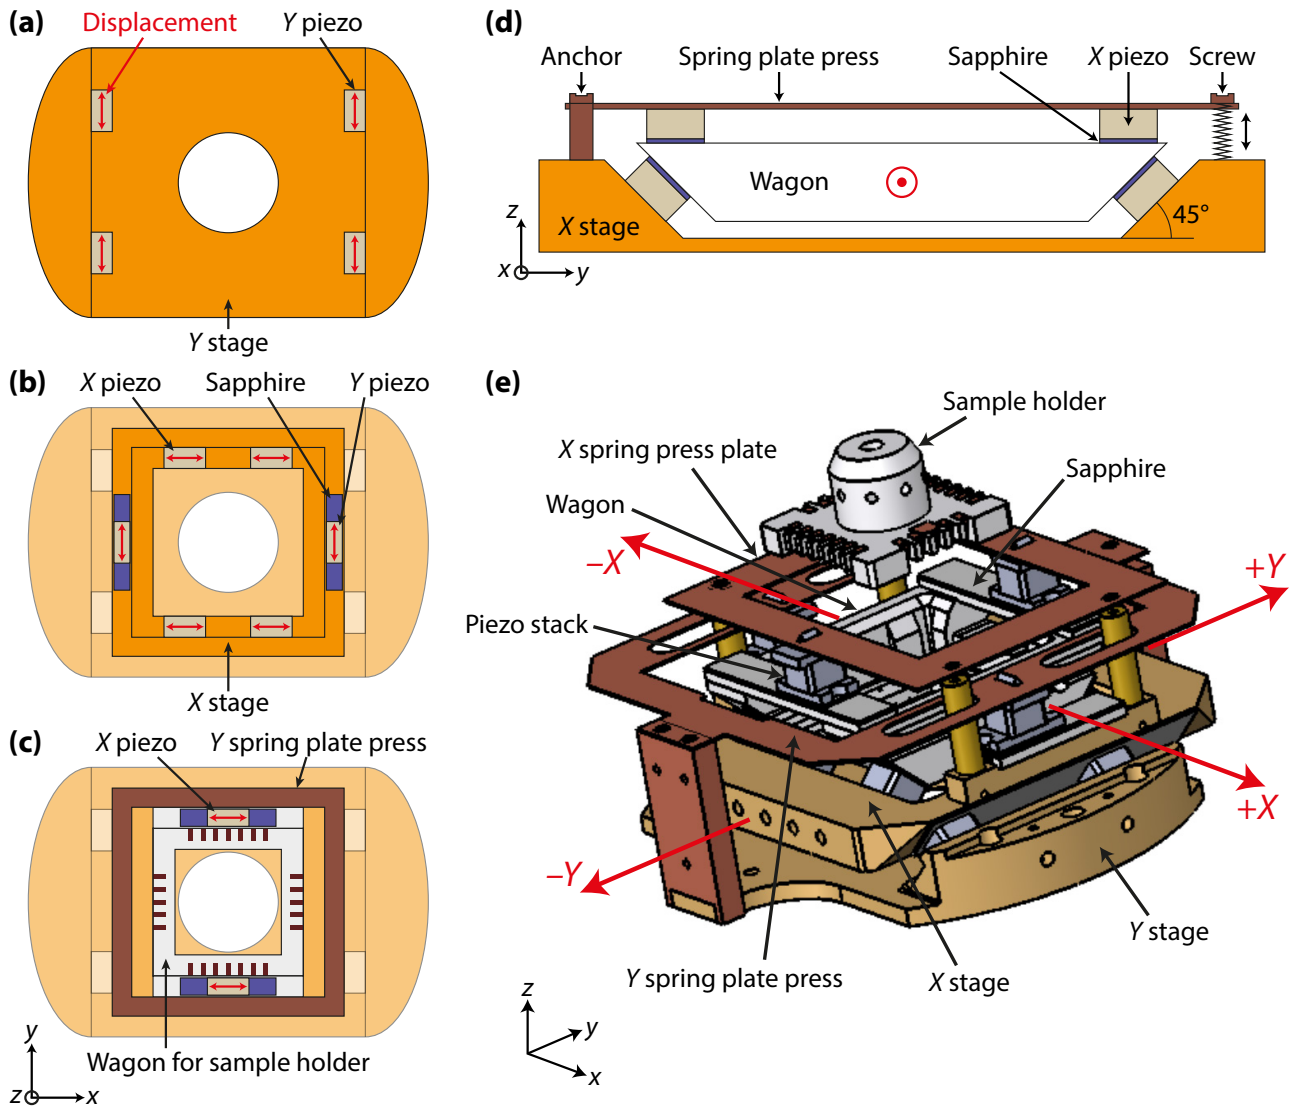 (a)
Displacement
Y piezo
Y stage
(b)
X piezo
Sapphire
Y piezo
X stage
(c)
X piezo
Y spring plate press
Wagon for sample holder
y
z
x
(d)
Anchor
Spring plate press
Sapphire
X piezo
Screw
Wagon
X stage
45°
z
x
y
(e)
Sample holder
X spring press plate
Sapphire
Wagon
–X
+Y
Piezo stack
+X
–Y
Y stage
Y spring plate press
X stage
z
y
x